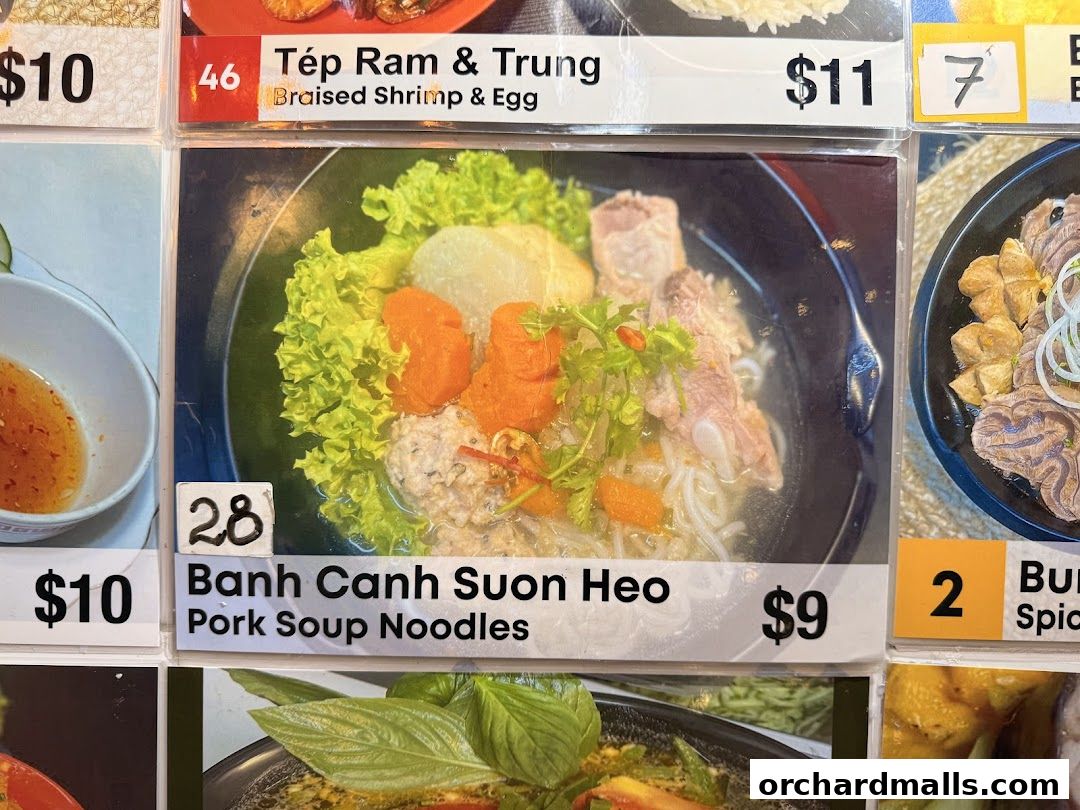 $10
46
Tép Ram & Trung
Braised Shrimp & Egg
$11
7
$10
28
Banh Canh Suon Heo
Pork Soup Noodles
$9
2
orchardmalls.com